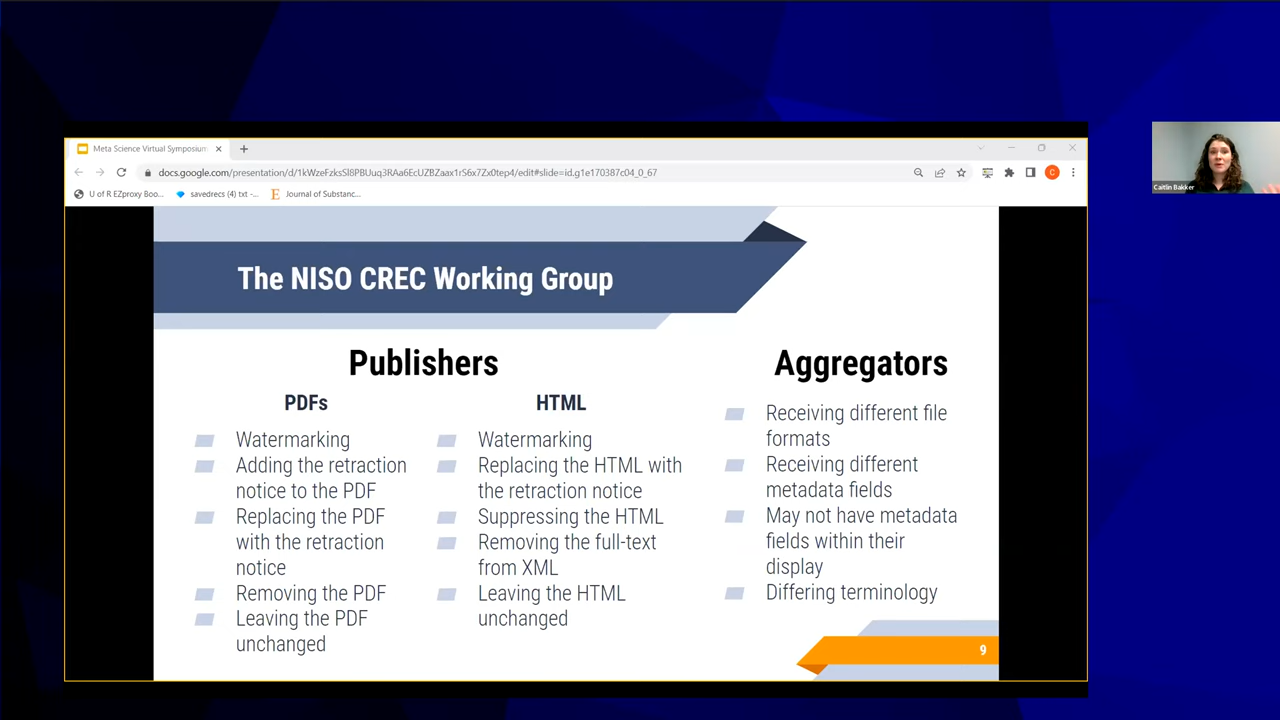 Meta Science Virtual Symposium
docs.google.com/presentation/d/1kWzeFzksSl8PBUuq3RAa6EcUZBZaax1rS6x7Zx0tep4/edit#slide=id.g1e170387c04_0_67
U of R EZproxy Boo...
savedrecs (4) txt -...
Journal of Substanc...
C
Caitlin Bakker
The NISO CREC Working Group
Publishers
PDFs
Watermarking
Adding the retraction
notice to the PDF
Replacing the PDF
with the retraction
notice
Removing the PDF
Leaving the PDF
unchanged
HTML
Watermarking
Replacing the HTML with
the retraction notice
Suppressing the HTML
Removing the full-text
from XML
Leaving the HTML
unchanged
Aggregators
Receiving different file
formats
Receiving different
metadata fields
May not have metadata
fields within their
display
Differing terminology
9